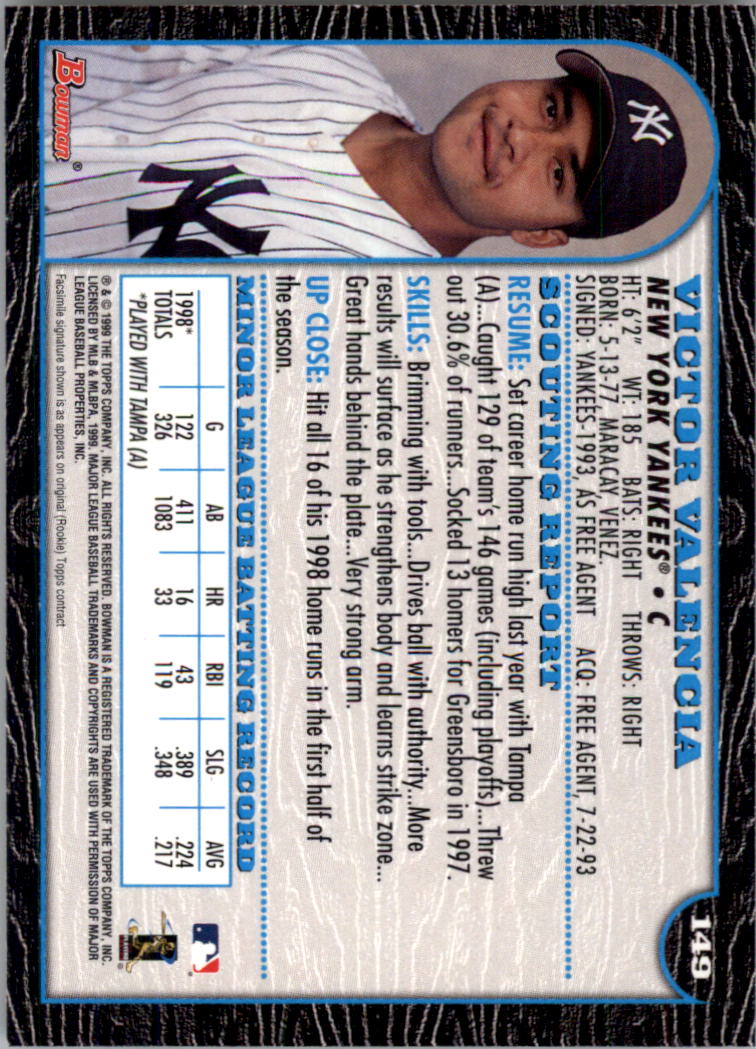 149
VICTOR VALENCIA
NEW YORK YANKEES® • C
HT: 6'2" WT: 185 BATS: RIGHT THROWS: RIGHT
BORN: 5-13-77, MARACAY, VENEZ.
SIGNED: YANKEES-1993, AS FREE AGENT ACQ: FREE AGENT, 7-22-93
SCOUTING REPORT
RESUME: Set career home run high last year with Tampa
(A)...Caught 129 of team's 146 games (including playoffs)...Threw
out 30.6% of runners...Socked 13 homers for Greensboro in 1997.
SKILLS: Brimming with tools...Drives ball with authority...More
results will surface as he strengthens body and learns strike zone...
Great hands behind the plate...Very strong arm.
UP CLOSE: Hit all 16 of his 1998 home runs in the first half of
the season.
MINOR LEAGUE BATTING RECORD
G AB HR RBI SLG AVG
1998* 122 411 16 43 .389 .224
TOTALS 326 1083 33 119 .348 .217
*PLAYED WITH TAMPA (A)
® & © 1999 THE TOPPS COMPANY, INC. ALL RIGHTS RESERVED. BOWMAN IS A REGISTERED TRADEMARK OF THE TOPPS COMPANY, INC.
LICENSED BY MLB & MLBPA, 1999. MAJOR LEAGUE BASEBALL TRADEMARKS AND COPYRIGHTS ARE USED WITH PERMISSION OF MAJOR
LEAGUE BASEBALL PROPERTIES, INC.
Facsimile signature shown is as appears on original (Rookie) Topps contract
Bowman®
NY
NY